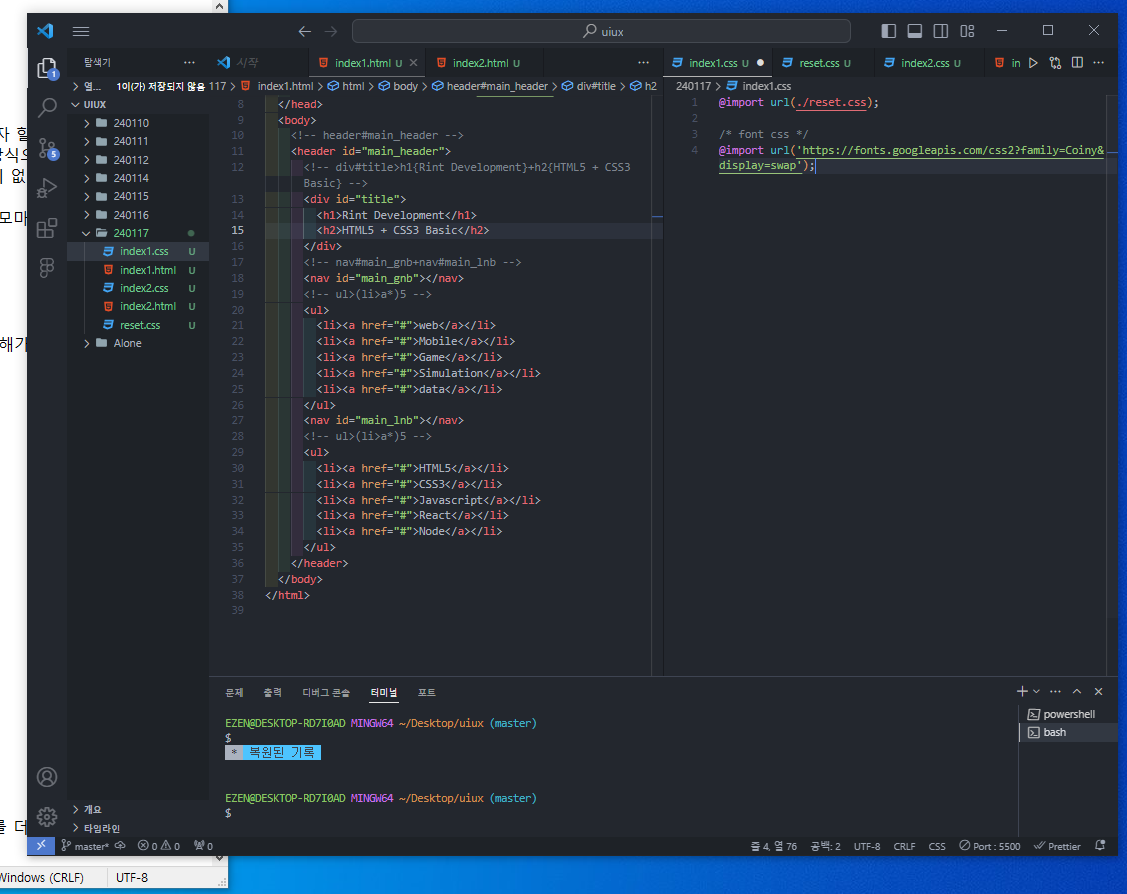 uiux
탐색기
시작
index1.html U
index2.html U
index1.css U
reset.css U
index2.css U
in
열...
1이(가) 저장되지 않음
117 > index1.html > html > body > header#main_header > div#title > h2
240117 > index1.css
UIUX
240110
240111
240112
240114
240115
240116
240117
index1.css U
index1.html U
index2.css U
index2.html U
reset.css U
Alone
개요
타임라인
8 </head>
9 <body>
10 <!-- header#main_header -->
11 <header id="main_header">
12 <!-- div#title>h1{Rint Development}+h2{HTML5 + CSS3
Basic} -->
13 <div id="title">
14 <h1>Rint Development</h1>
15 <h2>HTML5 + CSS3 Basic</h2>
16 </div>
17 <!-- nav#main_gnb+nav#main_lnb -->
18 <nav id="main_gnb"></nav>
19 <!-- ul>(li>a*)5 -->
20 <ul>
21 <li><a href="#">web</a></li>
22 <li><a href="#">Mobile</a></li>
23 <li><a href="#">Game</a></li>
24 <li><a href="#">Simulation</a></li>
25 <li><a href="#">data</a></li>
26 </ul>
27 <nav id="main_lnb"></nav>
28 <!-- ul>(li>a*)5 -->
29 <ul>
30 <li><a href="#">HTML5</a></li>
31 <li><a href="#">CSS3</a></li>
32 <li><a href="#">Javascript</a></li>
33 <li><a href="#">React</a></li>
34 <li><a href="#">Node</a></li>
35 </ul>
36 </header>
37 </body>
38 </html>
39
1 @import url(./reset.css);
2
3 /* font css */
4 @import url('https://fonts.googleapis.com/css2?family=Coiny&
display=swap');
문제
출력
디버그 콘솔
터미널
포트
EZEN@DESKTOP-RD7I0AD MINGW64 ~/Desktop/uiux (master)
$
* 복원된 기록
EZEN@DESKTOP-RD7I0AD MINGW64 ~/Desktop/uiux (master)
$
powershell
bash
1
5
master*
0
0
0
줄 4, 열 76
공백: 2
UTF-8
CRLF
CSS
Port : 5500
Prettier
자 할
이 없
모마
해가
를 더
Windows (CRLF)
UTF-8